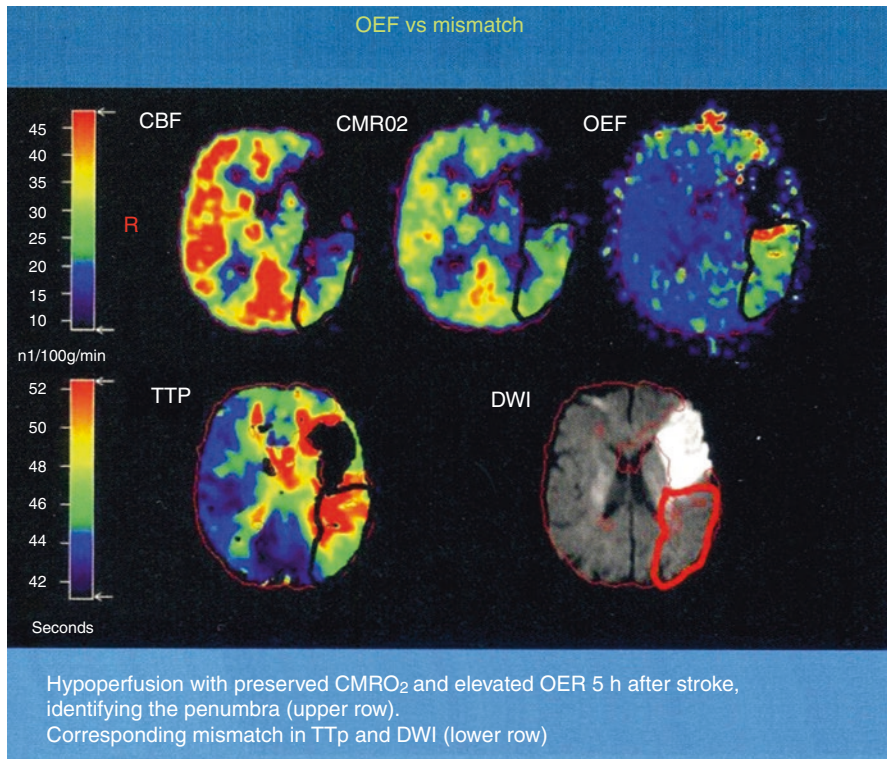 OEF vs mismatch
CBF
CMR02
OEF
45
40
35
30
25
20
15
10
R
n1/100g/min
TTP
DWI
52
50
48
46
44
42
Seconds
Hypoperfusion with preserved CMRO₂ and elevated OER 5 h after stroke,
identifying the penumbra (upper row).
Corresponding mismatch in TTp and DWI (lower row)